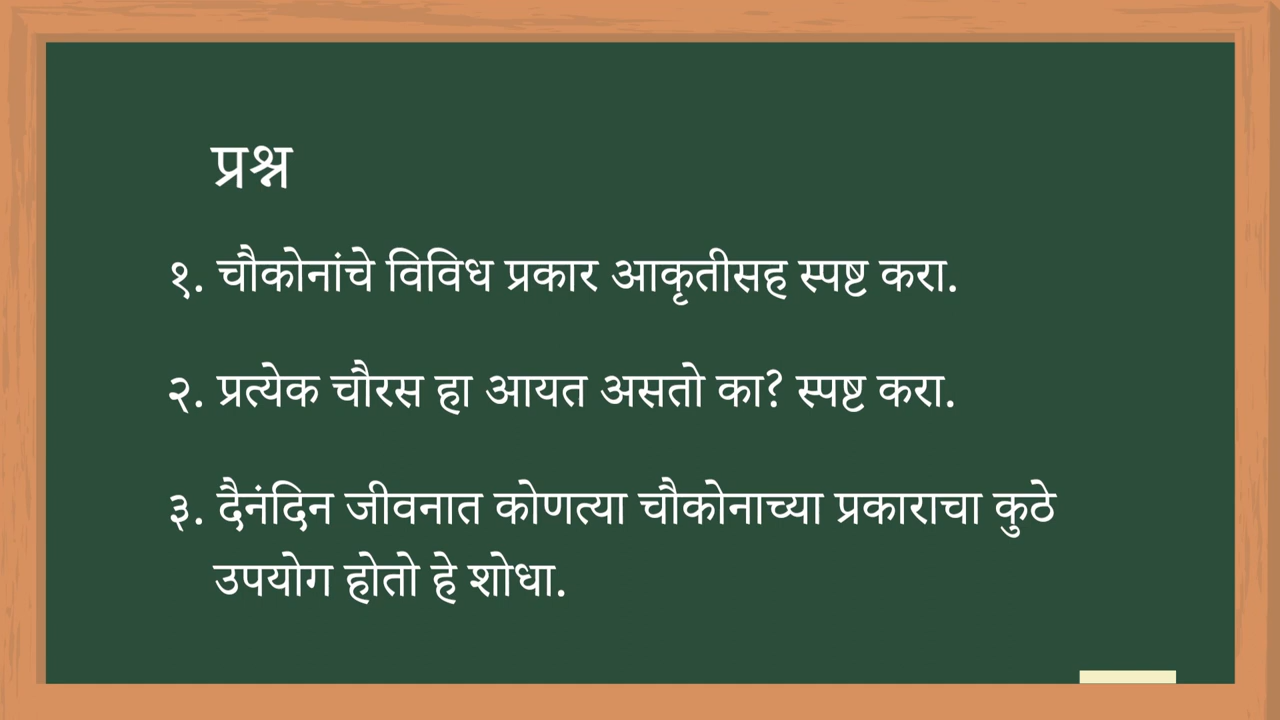 प्रश्न
१. चौकोनांचे विविध प्रकार आकृतीसह स्पष्ट करा.
२. प्रत्येक चौरस हा आयत असतो का? स्पष्ट करा.
३. दैनंदिन जीवनात कोणत्या चौकोनाच्या प्रकाराचा कुठे
उपयोग होतो हे शोधा.